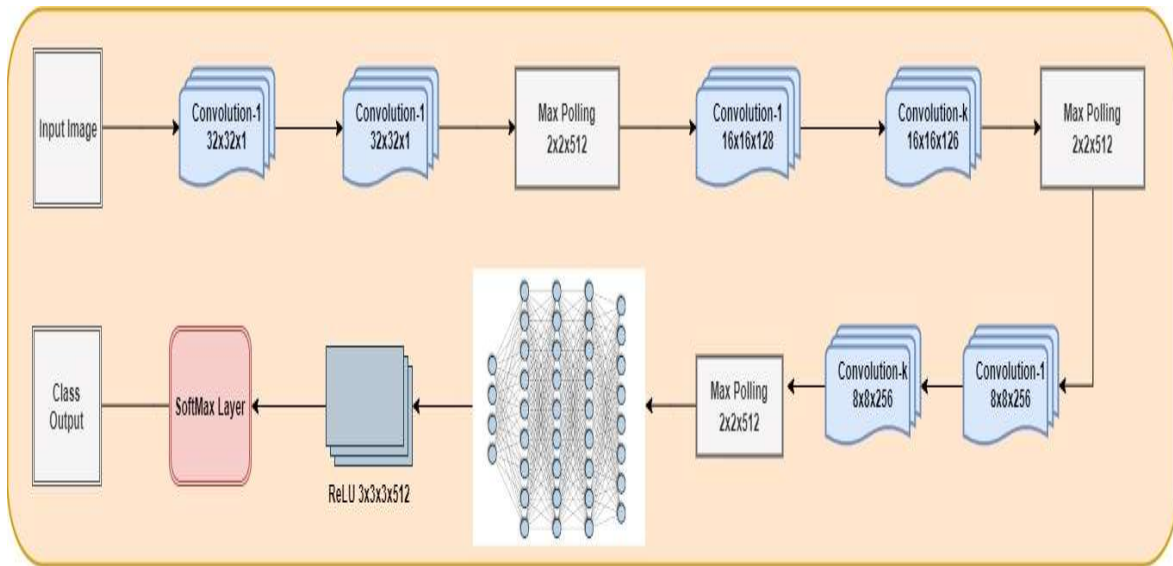 Input Image
Convolution-1
32x32x1
Convolution-1
32x32x1
Max Polling
2x2x512
Convolution-1
16x16x128
Convolution-k
16x16x126
Max Polling
2x2x512
Convolution-1
8x8x256
Convolution-k
8x8x256
Max Polling
2x2x512
ReLU 3x3x3x512
SoftMax Layer
Class
Output